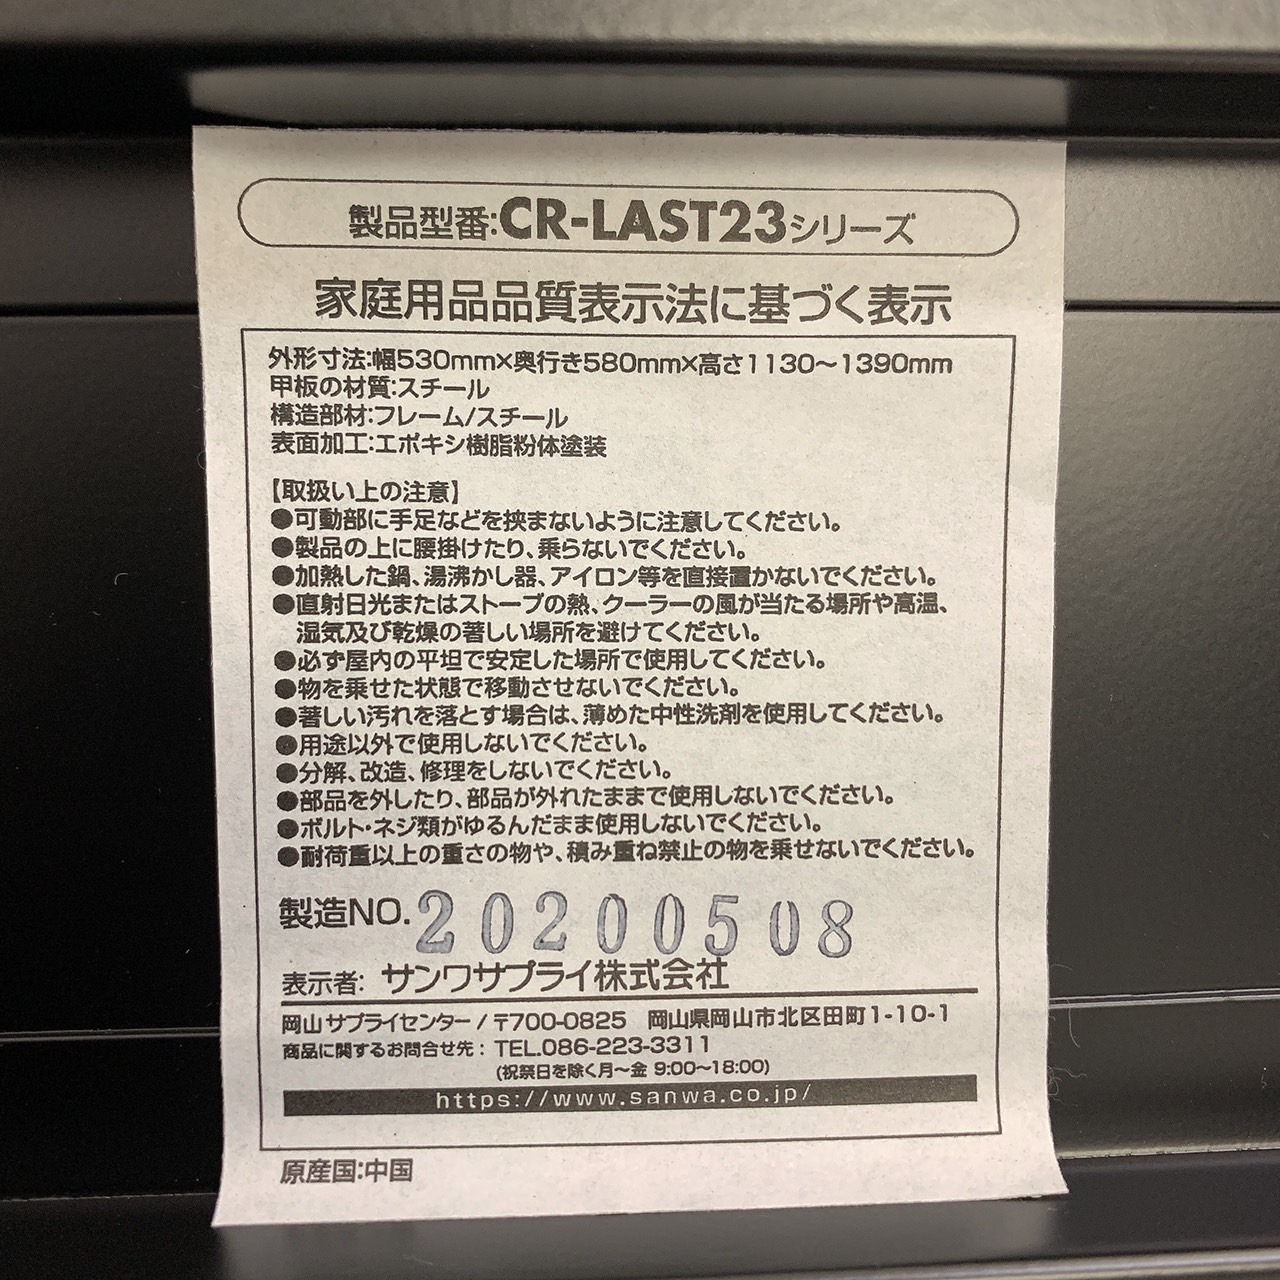 製品型番:CR-LAST23シリーズ
家庭用品品質表示法に基づく表示
外形寸法:幅530mm×奥行き580mm×高さ1130〜1390mm
甲板の材質:スチール
構造部材:フレーム/スチール
表面加工:エポキシ樹脂粉体塗装
【取扱い上の注意】
●可動部に手足などを挟まないように注意してください。
●製品の上に腰掛けたり、乗らないでください。
●加熱した鍋、湯沸かし器、アイロン等を直接置かないでください。
●直射日光またはストーブの熱、クーラーの風が当たる場所や高温、
湿気及び乾燥の著しい場所を避けてください。
●必ず屋内の平坦で安定した場所で使用してください。
●物を乗せた状態で移動させないでください。
●著しい汚れを落とす場合は、薄めた中性洗剤を使用してください。
●用途以外で使用しないでください。
●分解、改造、修理をしないでください。
●部品を外したり、部品が外れたままで使用しないでください。
●ボルト・ネジ類がゆるんだまま使用しないでください。
●耐荷重以上の重さの物や、積み重ね禁止の物を乗せないでください。
製造NO. 20200508
表示者: サンワサプライ株式会社
岡山サプライセンター/〒700-0825 岡山県岡山市北区田町1-10-1
商品に関するお問合せ先: TEL.086-223-3311
(祝祭日を除く月〜金 9:00〜18:00)
https://www.sanwa.co.jp/
原産国:中国